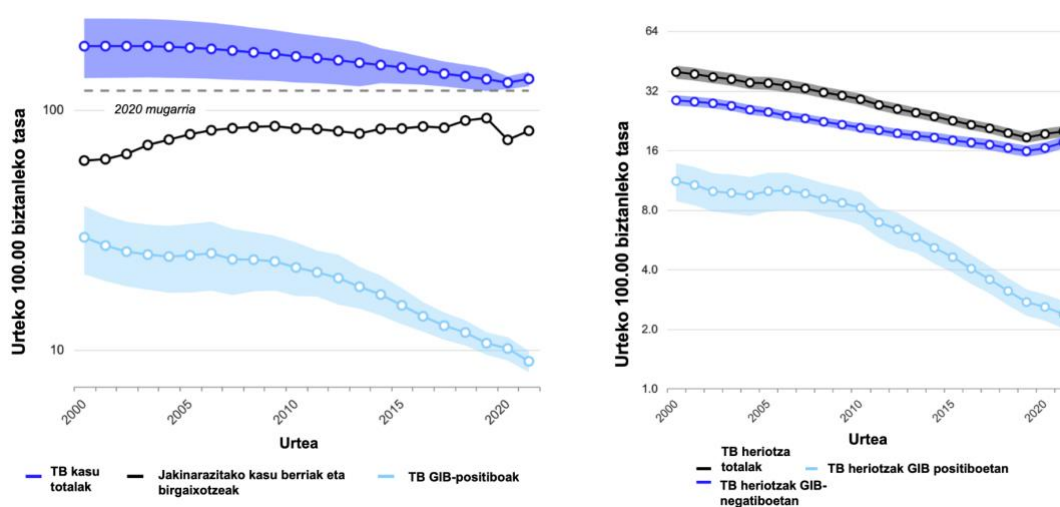 Urteko 100.00 biztanleko tasa
100
10
2020 mugarria
2000
2005
2010
2015
2020
Urtea
TB kasu
totalak
Jakinarazitako kasu berriak eta
birgaixotzeak
TB GIB-positiboak
Urteko 100.00 biztanleko tasa
64
32
16
8.0
4.0
2.0
1.0
2000
2005
2010
2015
2020
Urtea
TB heriotza
totalak
TB heriotzak GIB positiboetan
TB heriotzak GIB-
negatiboetan